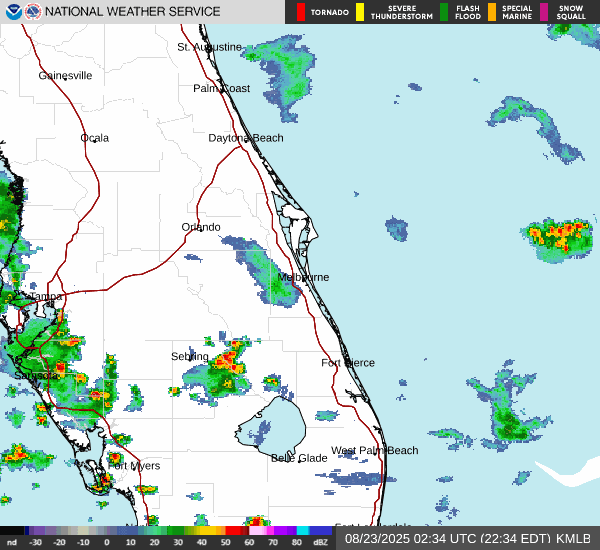 NATIONAL WEATHER SERVICE
TORNADO
SEVERE THUNDERSTORM
FLASH FLOOD
SPECIAL MARINE
SNOW SQUALL
St. Augustine
Gainesville
Palm Coast
Ocala
Daytona Beach
Orlando
Melbourne
Tampa
Sebring
Fort Pierce
Sarasota
West Palm Beach
Belle Glade
Fort Myers
nd -30 -20 -10 0 10 20 30 40 50 60 70 80 dBZ
08/23/2025 02:34 UTC (22:34 EDT) KMLB